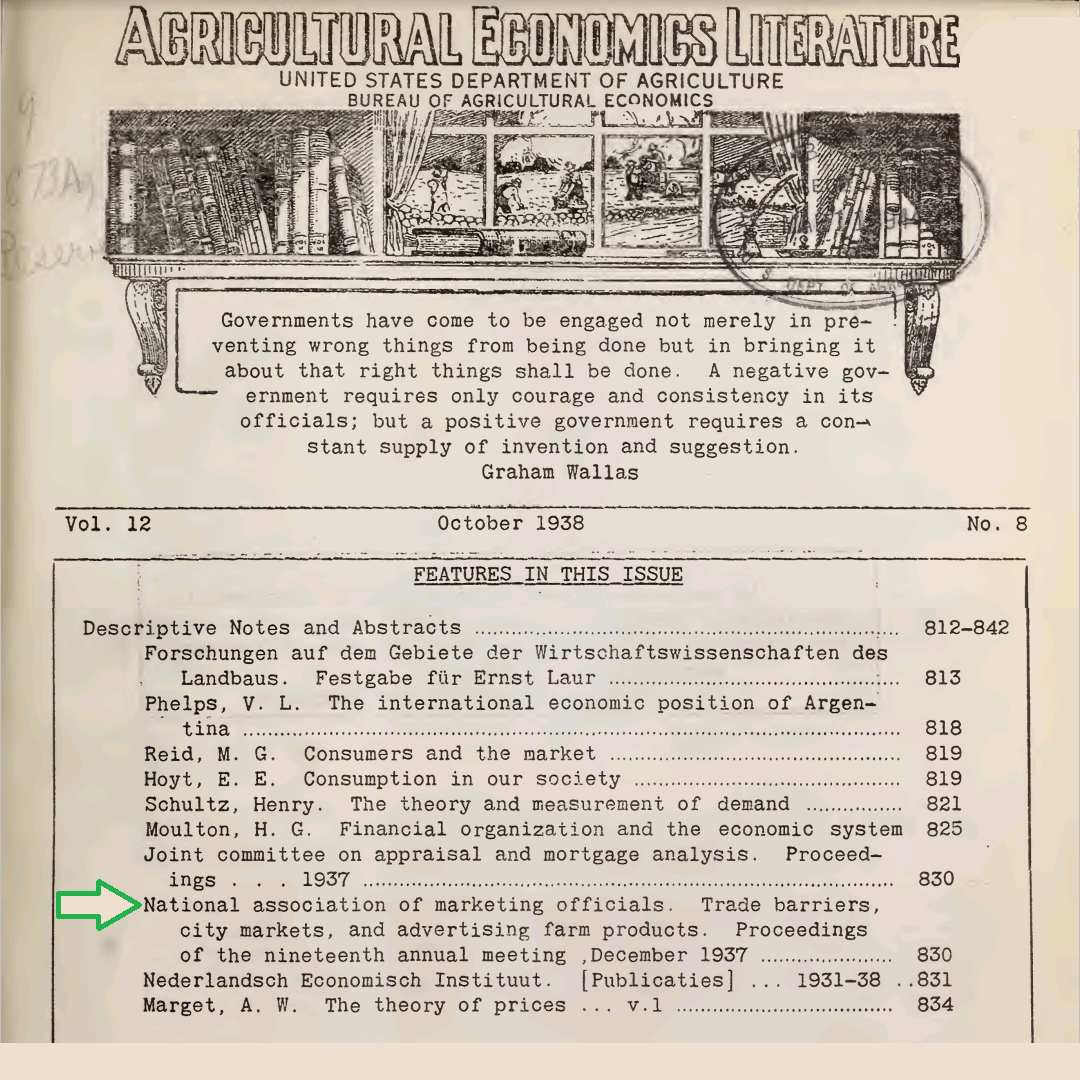 AGRICULTURAL ECONOMICS LITERATURE
UNITED STATES DEPARTMENT OF AGRICULTURE
BUREAU OF AGRICULTURAL ECONOMICS
9
DEPT. OF AGR
Governments have come to be engaged not merely in pre-
venting wrong things from being done but in bringing it
about that right things shall be done. A negative gov-
ernment requires only courage and consistency in its
officials; but a positive government requires a con-
stant supply of invention and suggestion.
Graham Wallas
Vol. 12 October 1938 No. 8
FEATURES IN THIS ISSUE
Descriptive Notes and Abstracts ........ 812-842
Forschungen auf dem Gebiete der Wirtschaftswissenschaften des
Landbaus. Festgabe für Ernst Laur ........ 813
Phelps, V. L. The international economic position of Argen-
tina ........ 818
Reid, M. G. Consumers and the market ........ 819
Hoyt, E. E. Consumption in our society ........ 819
Schultz, Henry. The theory and measurement of demand ........ 821
Moulton, H. G. Financial organization and the economic system 825
Joint committee on appraisal and mortgage analysis. Proceed-
ings . . . 1937 ........ 830
National association of marketing officials. Trade barriers,
city markets, and advertising farm products. Proceedings
of the nineteenth annual meeting ,December 1937 ........ 830
Nederlandsch Economisch Instituut. [Publicaties] ... 1931-38 ..831
Marget, A. W. The theory of prices ... v.1 ........ 834